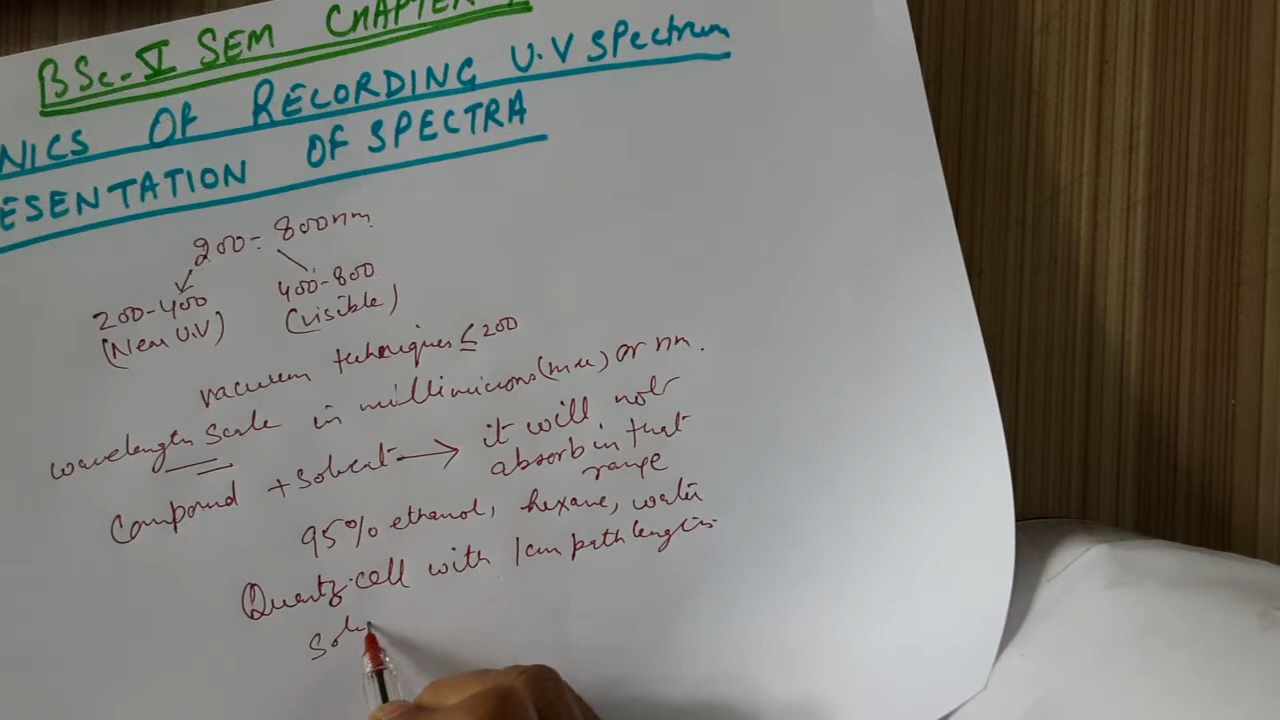 BSc-V SEM CHAPTER
NICS OF RECORDING U.V Spectrum
ESENTATION OF SPECTRA
200-800nm.
200-400 400-800
(Near U.V) (visible)
vacuum techniques ≤ 200
wavelength scale in millimicrons (mμ) or nm.
Compound + Solvent → it will not
absorb in that
range
95% ethanol, hexane, water
Quartz cell with 1cm path length
Sol